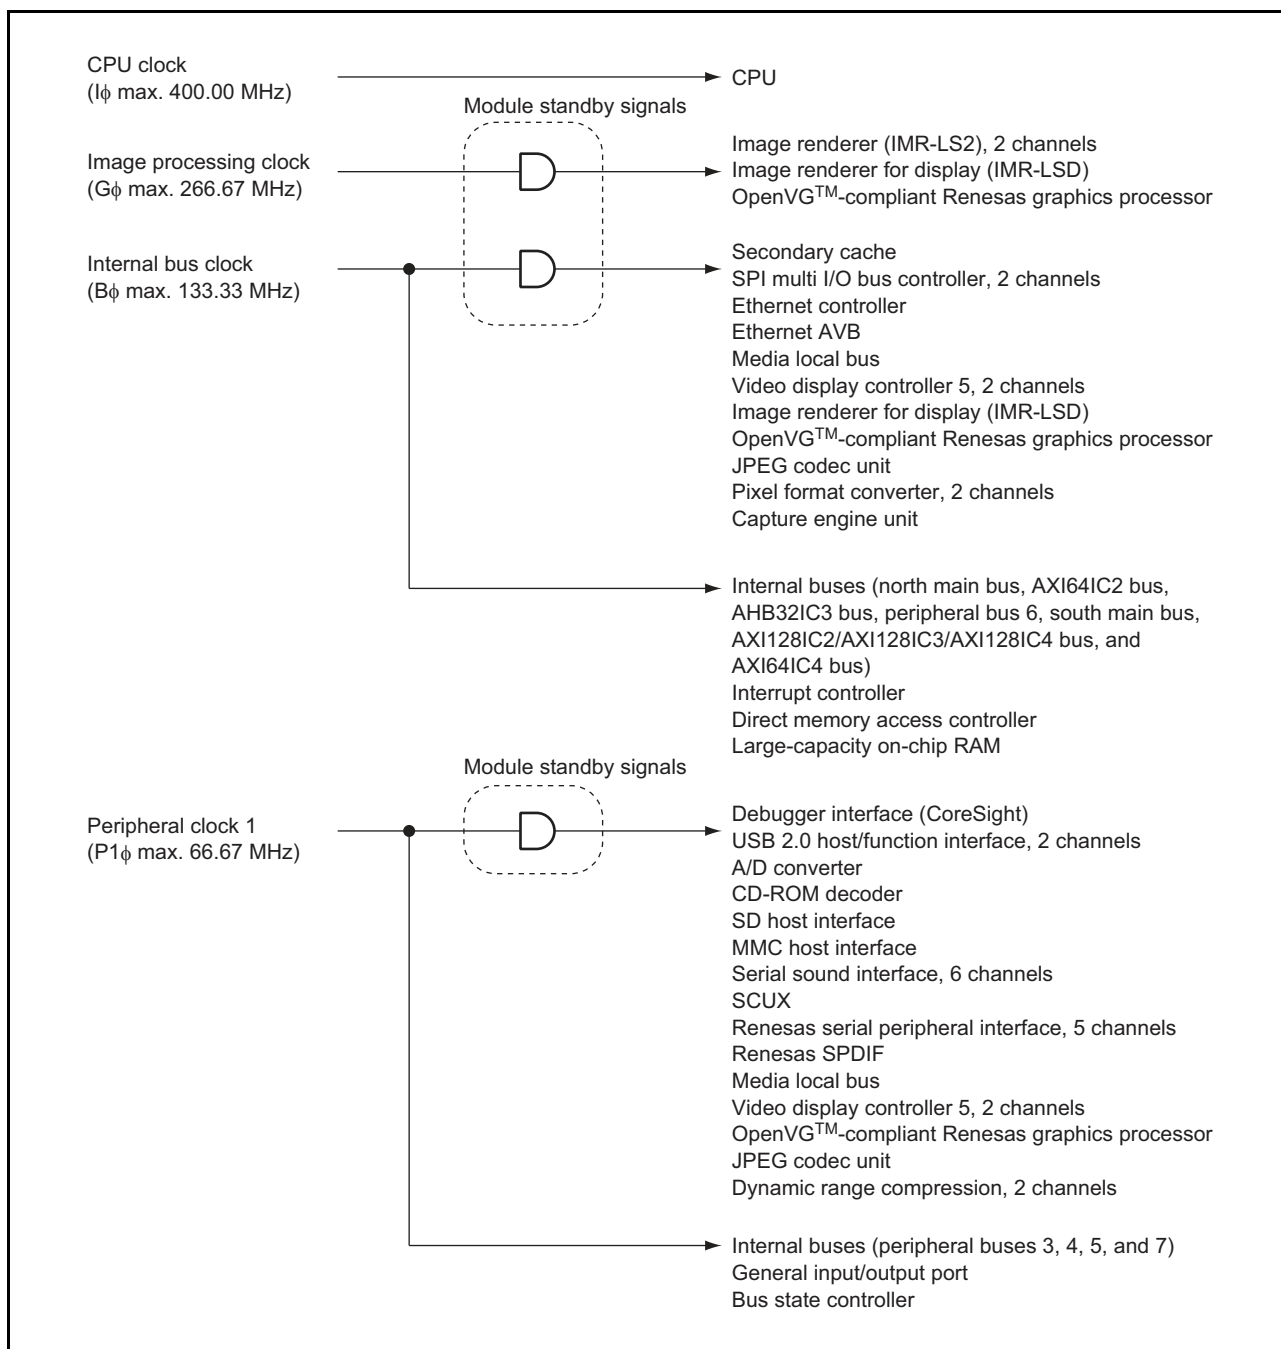 CPU clock
(Iϕ max. 400.00 MHz)
CPU
Module standby signals
Image processing clock
(Gϕ max. 266.67 MHz)
Image renderer (IMR-LS2), 2 channels
Image renderer for display (IMR-LSD)
OpenVG™-compliant Renesas graphics processor
Internal bus clock
(Bϕ max. 133.33 MHz)
Secondary cache
SPI multi I/O bus controller, 2 channels
Ethernet controller
Ethernet AVB
Media local bus
Video display controller 5, 2 channels
Image renderer for display (IMR-LSD)
OpenVG™-compliant Renesas graphics processor
JPEG codec unit
Pixel format converter, 2 channels
Capture engine unit
Internal buses (north main bus, AXI64IC2 bus,
AHB32IC3 bus, peripheral bus 6, south main bus,
AXI128IC2/AXI128IC3/AXI128IC4 bus, and
AXI64IC4 bus)
Interrupt controller
Direct memory access controller
Large-capacity on-chip RAM
Module standby signals
Peripheral clock 1
(P1ϕ max. 66.67 MHz)
Debugger interface (CoreSight)
USB 2.0 host/function interface, 2 channels
A/D converter
CD-ROM decoder
SD host interface
MMC host interface
Serial sound interface, 6 channels
SCUX
Renesas serial peripheral interface, 5 channels
Renesas SPDIF
Media local bus
Video display controller 5, 2 channels
OpenVG™-compliant Renesas graphics processor
JPEG codec unit
Dynamic range compression, 2 channels
Internal buses (peripheral buses 3, 4, 5, and 7)
General input/output port
Bus state controller